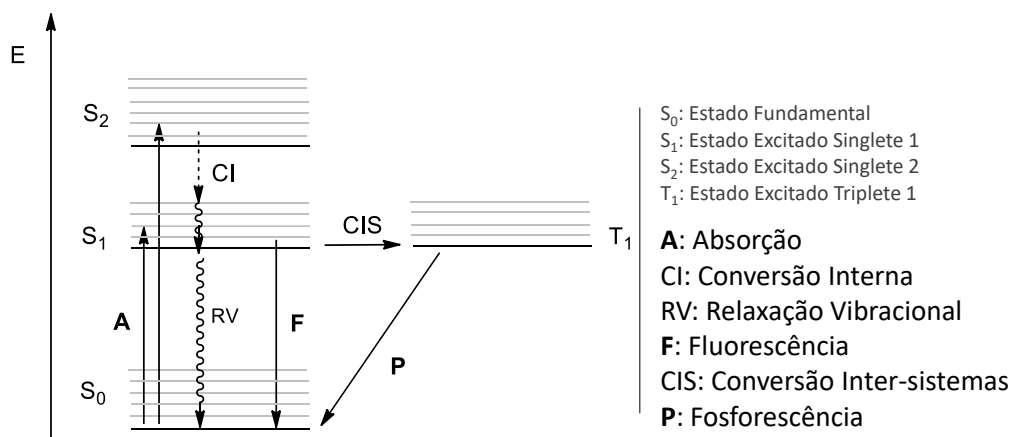 E
S₂
CI
S₁
CIS
T₁
A
RV
F
P
S₀
S₀: Estado Fundamental
S₁: Estado Excitado Singlete 1
S₂: Estado Excitado Singlete 2
T₁: Estado Excitado Triplete 1
A: Absorção
CI: Conversão Interna
RV: Relaxação Vibracional
F: Fluorescência
CIS: Conversão Inter-sistemas
P: Fosforescência